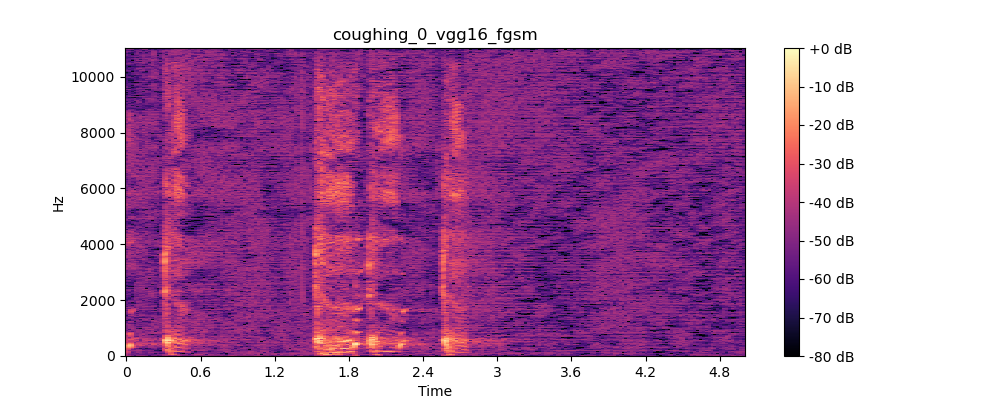 coughing_0_vgg16_fgsm
Hz
10000
8000
6000
4000
2000
0
0 0.6 1.2 1.8 2.4 3 3.6 4.2 4.8
Time
+0 dB
-10 dB
-20 dB
-30 dB
-40 dB
-50 dB
-60 dB
-70 dB
-80 dB